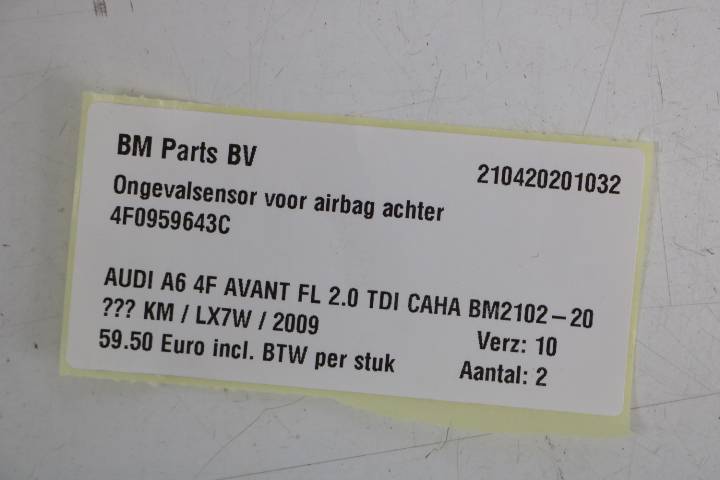 BM Parts BV
210420201032
Ongevalsensor voor airbag achter
4F0959643C
AUDI A6 4F AVANT FL 2.0 TDI CAHA BM2102-20
??? KM / LX7W / 2009
Verz: 10
59.50 Euro incl. BTW per stuk
Aantal: 2